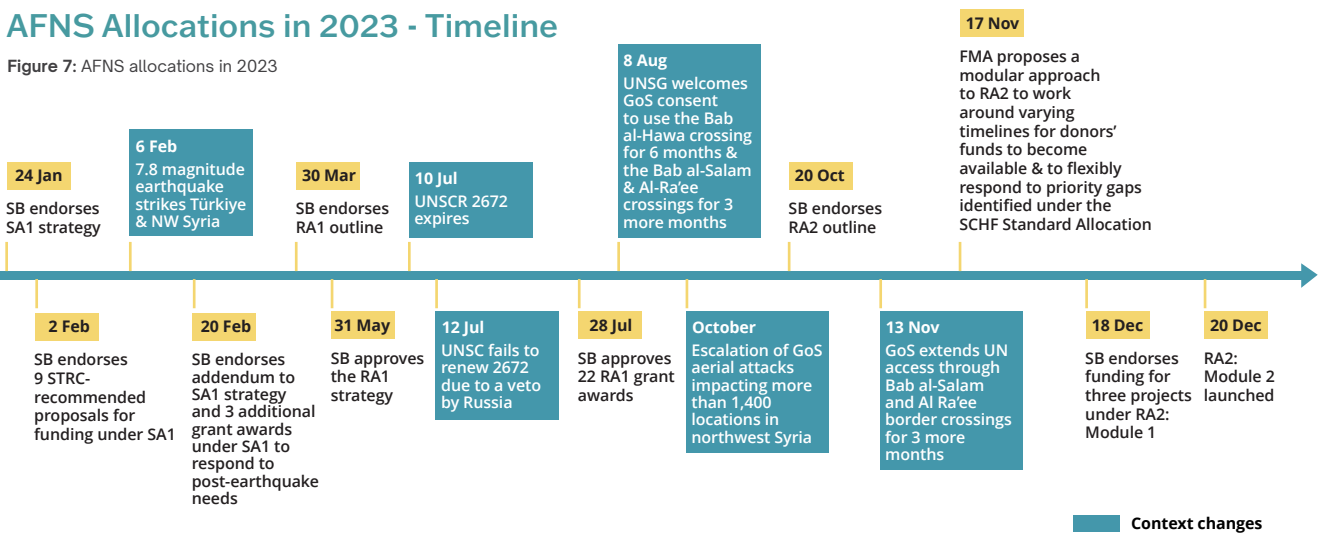 AFNS Allocations in 2023 - Timeline
Figure 7: AFNS allocations in 2023
24 Jan
SB endorses
SA1 strategy
6 Feb
7.8 magnitude
earthquake
strikes Türkiye
& NW Syria
30 Mar
SB endorses
RA1 outline
10 Jul
UNSCR 2672
expires
8 Aug
UNSG welcomes
GoS consent
to use the Bab
al-Hawa crossing
for 6 months &
the Bab al-Salam
& Al-Ra'ee
crossings for 3
more months
20 Oct
SB endorses
RA2 outline
17 Nov
FMA proposes a
modular approach
to RA2 to work
around varying
timelines for donors'
funds to become
available & to flexibly
respond to priority gaps
identified under the
SCHF Standard Allocation
2 Feb
SB endorses
9 STRC-
recommended
proposals for
funding under SA1
20 Feb
SB endorses
addendum to
SA1 strategy
and 3 additional
grant awards
under SA1 to
respond to
post-earthquake
needs
31 May
SB approves
the RA1
strategy
12 Jul
UNSC fails to
renew 2672
due to a veto
by Russia
28 Jul
SB approves
22 RA1 grant
awards
October
Escalation of GoS
aerial attacks
impacting more
than 1,400
locations in
northwest Syria
13 Nov
GoS extends UN
access through
Bab al-Salam
and Al Ra'ee
border crossings
for 3 more
months
18 Dec
SB endorses
funding for
three projects
under RA2:
Module 1
20 Dec
RA2:
Module 2
launched
Context changes